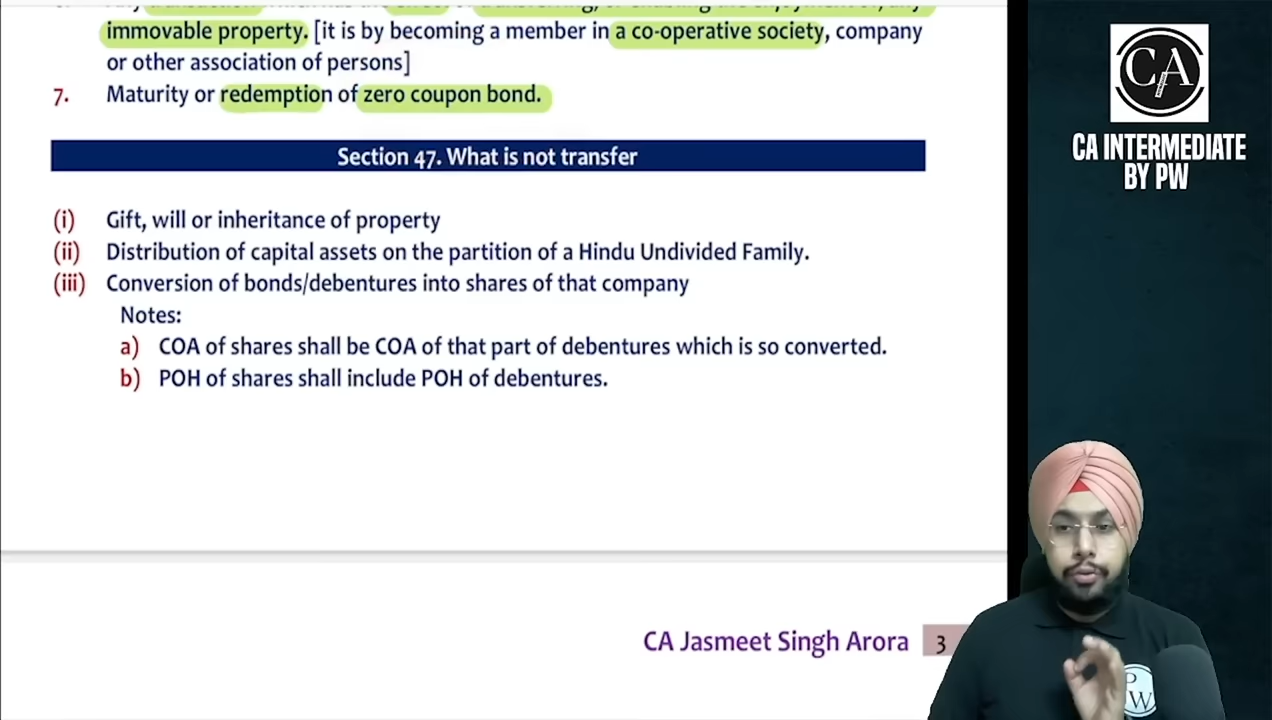 immovable property. [it is by becoming a member in a co-operative society, company
or other association of persons]
7. Maturity or redemption of zero coupon bond.
Section 47. What is not transfer
(i) Gift, will or inheritance of property
(ii) Distribution of capital assets on the partition of a Hindu Undivided Family.
(iii) Conversion of bonds/debentures into shares of that company
Notes:
a) COA of shares shall be COA of that part of debentures which is so converted.
b) POH of shares shall include POH of debentures.
CA Jasmeet Singh Arora 3
CA
CA INTERMEDIATE
BY PW
P
W